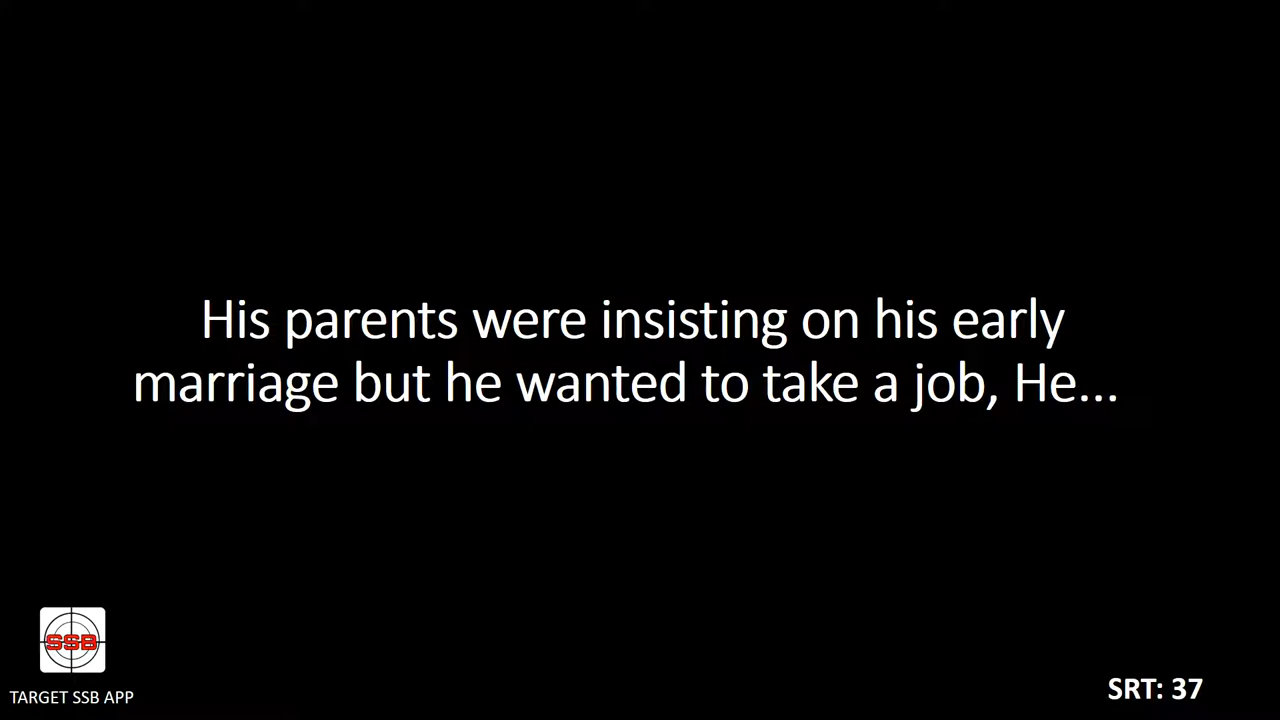 His parents were insisting on his early
marriage but he wanted to take a job, He...
SSB
TARGET SSB APP
SRT: 37